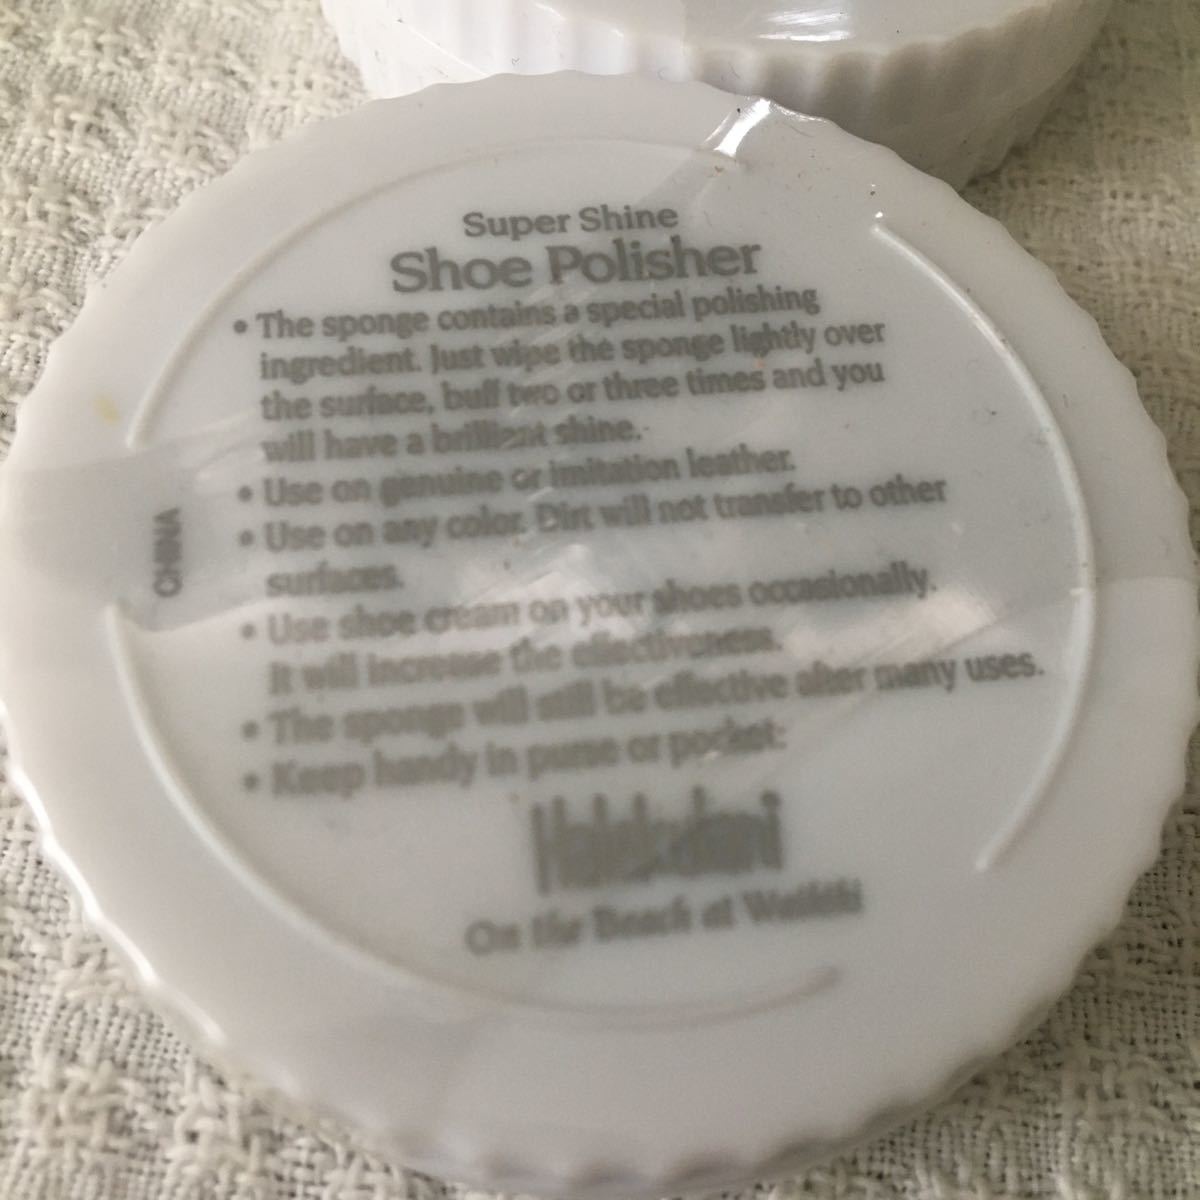 Super Shine
Shoe Polisher
• The sponge contains a special polishing
ingredient. Just wipe the sponge lightly over
the surface, buff two or three times and you
will have a brilliant shine.
• Use on genuine or imitation leather.
• Use on any color. Dirt will not transfer to other
surfaces.
• Use shoe cream on your shoes occasionally.
It will increase the effectiveness.
• The sponge will still be effective after many uses.
• Keep handy in purse or pocket.
Halekulani
On the Beach at Waikiki
CHINA